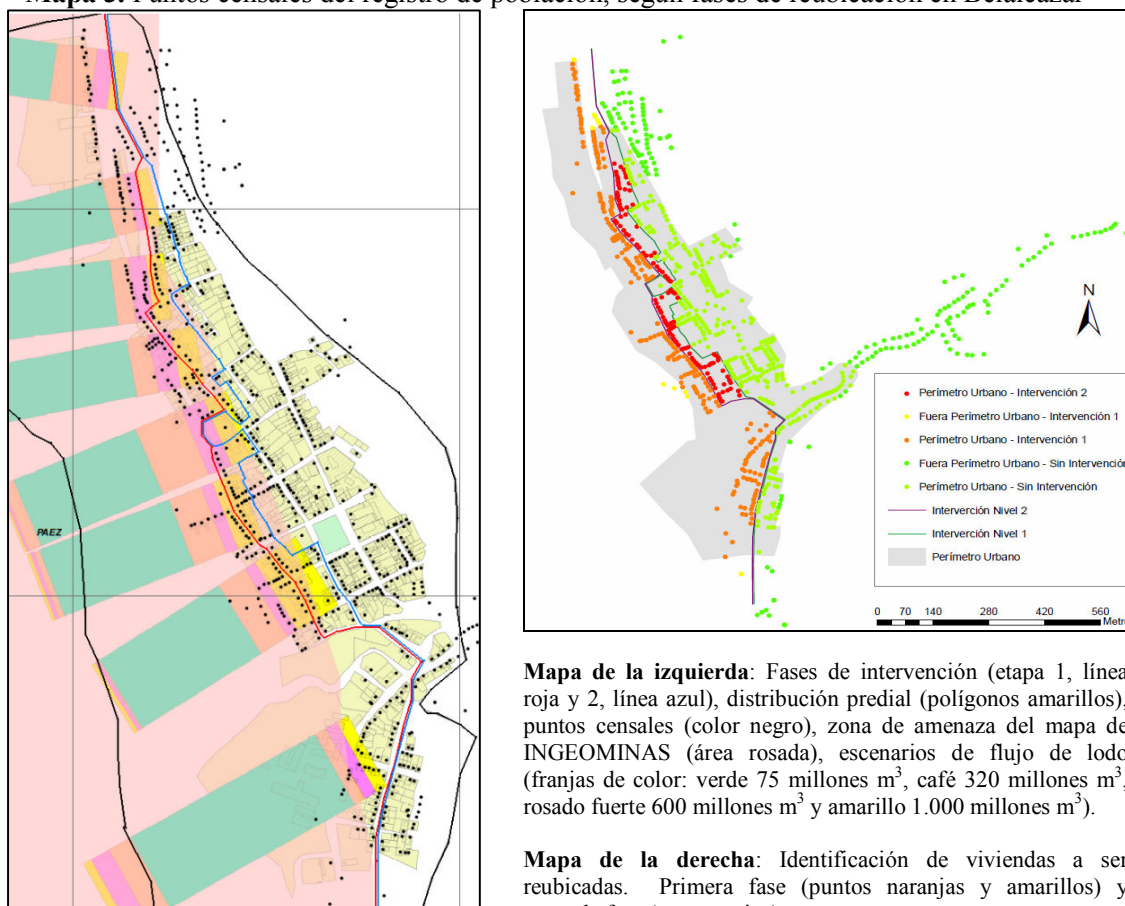 Mapa 3. Puntos censales del registro de población, según fases de reubicación en Belalcázar
PAEZ
N
Perímetro Urbano - Intervención 2
Fuera Perímetro Urbano - Intervención 1
Perímetro Urbano - Intervención 1
Fuera Perímetro Urbano - Sin Intervención
Perímetro Urbano - Sin Intervención
Intervención Nivel 2
Intervención Nivel 1
Perímetro Urbano
0 70 140 280 420 560
Metro
Mapa de la izquierda: Fases de intervención (etapa 1, línea
roja y 2, línea azul), distribución predial (polígonos amarillos),
puntos censales (color negro), zona de amenaza del mapa de
INGEOMINAS (área rosada), escenarios de flujo de lodo
(franjas de color: verde 75 millones m³, café 320 millones m³,
rosado fuerte 600 millones m³ y amarillo 1.000 millones m³).
Mapa de la derecha: Identificación de viviendas a ser
reubicadas. Primera fase (puntos naranjas y amarillos) y